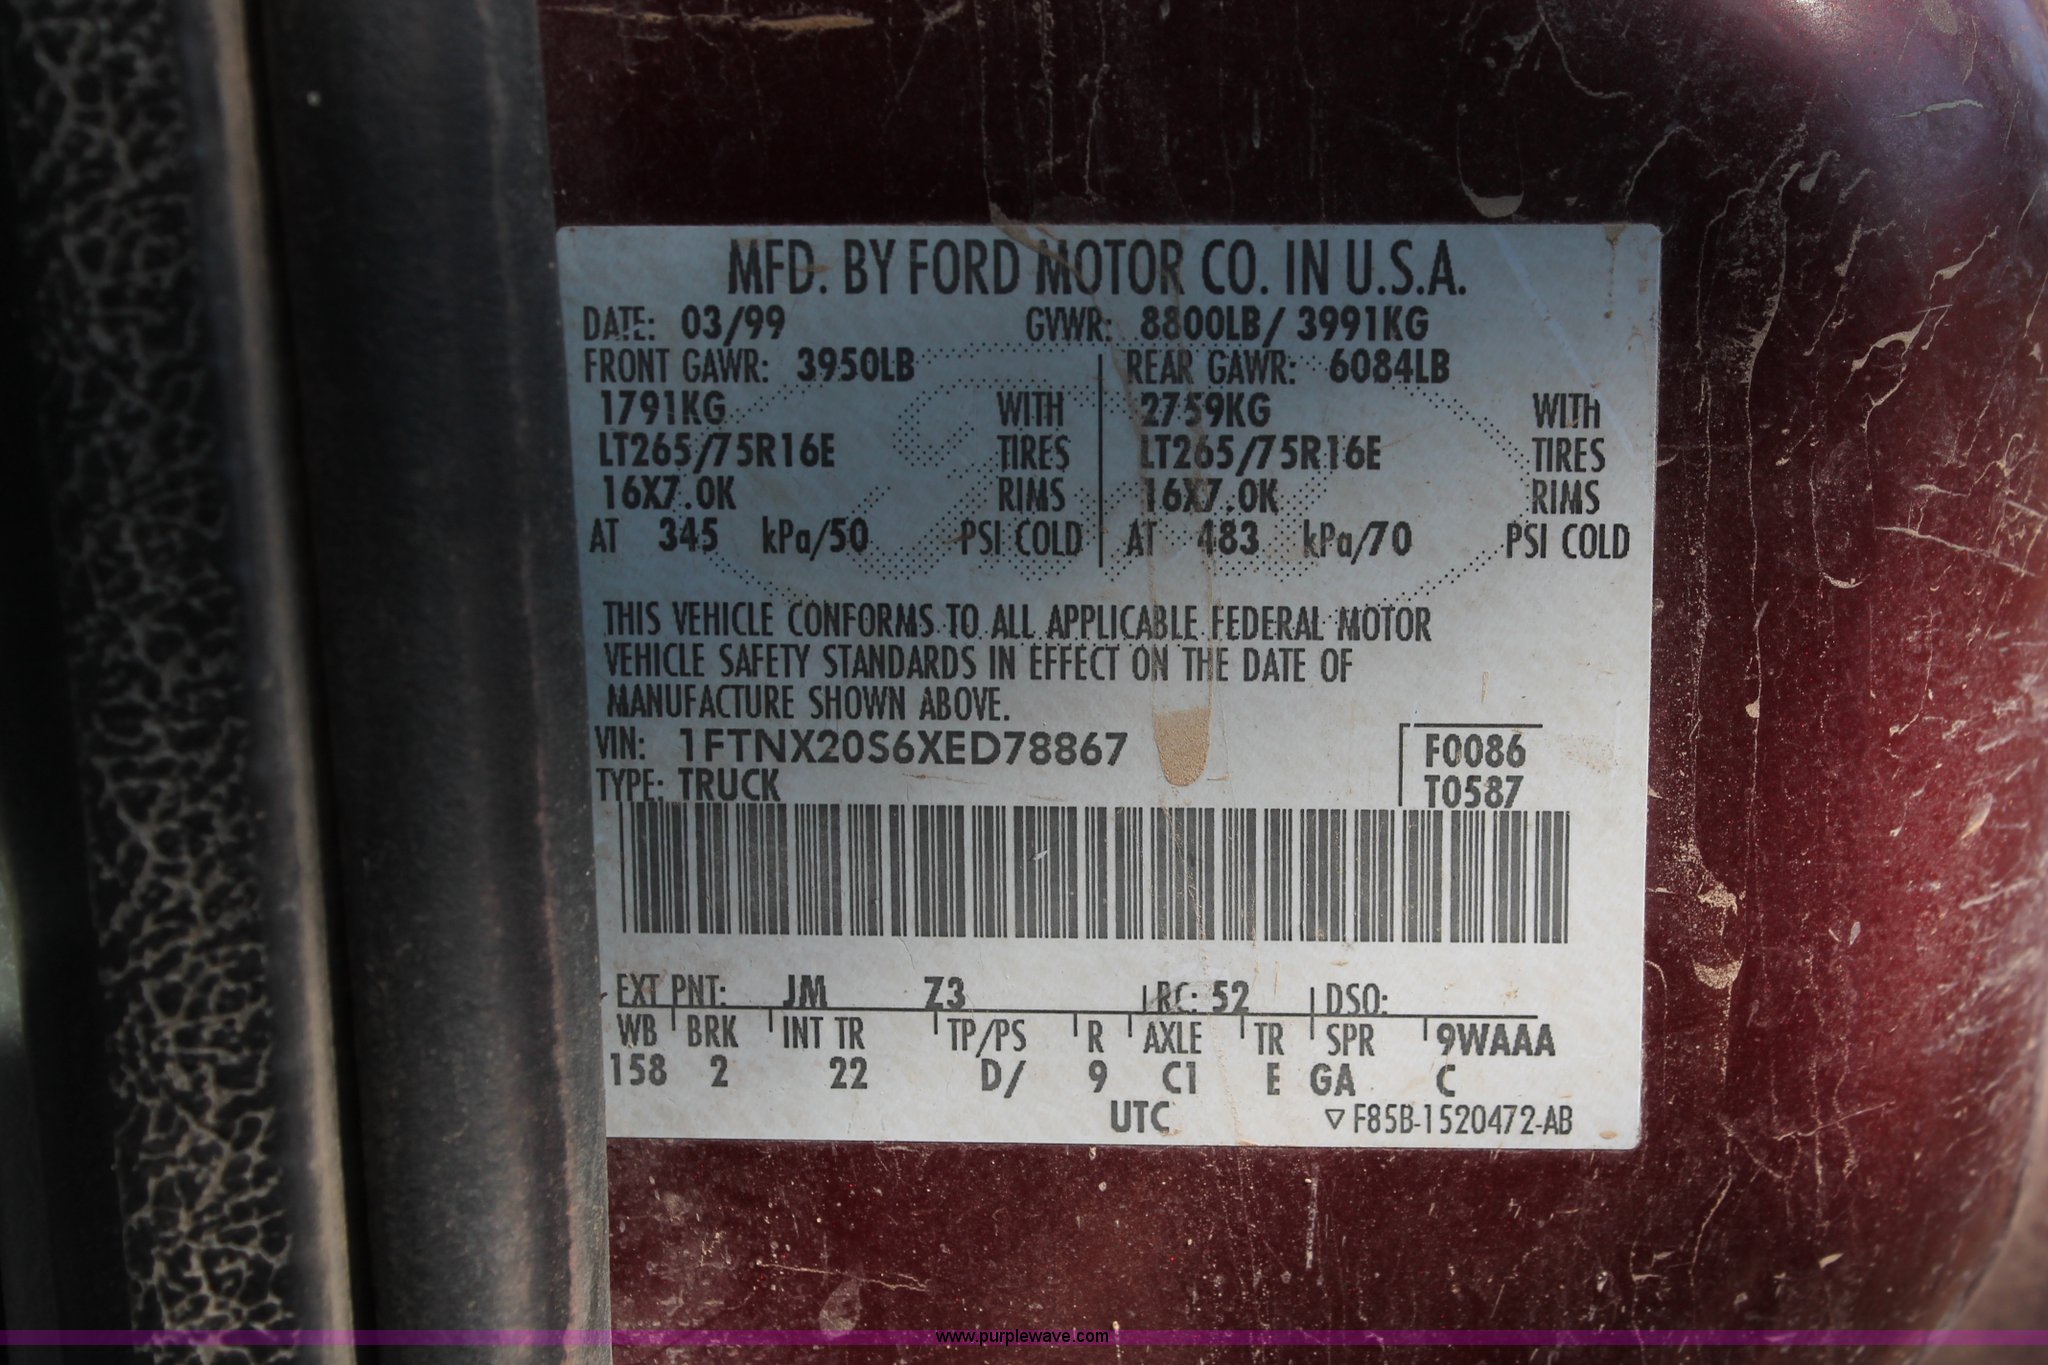 MFD. BY FORD MOTOR CO. IN U.S.A.
DATE: 03/99 GVWR: 8800LB/ 3991KG
FRONT GAWR: 3950LB REAR GAWR: 6084LB
1791KG WITH 2759KG WITH
LT265/75R16E TIRES LT265/75R16E TIRES
16X7.0K RIMS 16X7.0K RIMS
AT 345 kPa/50 PSI COLD AT 483 kPa/70 PSI COLD
THIS VEHICLE CONFORMS TO ALL APPLICABLE FEDERAL MOTOR
VEHICLE SAFETY STANDARDS IN EFFECT ON THE DATE OF
MANUFACTURE SHOWN ABOVE.
VIN: 1FTNX20S6XED78867 F0086
TYPE: TRUCK T0587
EXT PNT: JM Z3 RC: 52 DSO:
WB BRK INT TR TP/PS R AXLE TR SPR 9WAAA
158 2 22 D/ 9 C1 E GA C
UTC ▽F85B-1520472-AB
www.purplewave.com